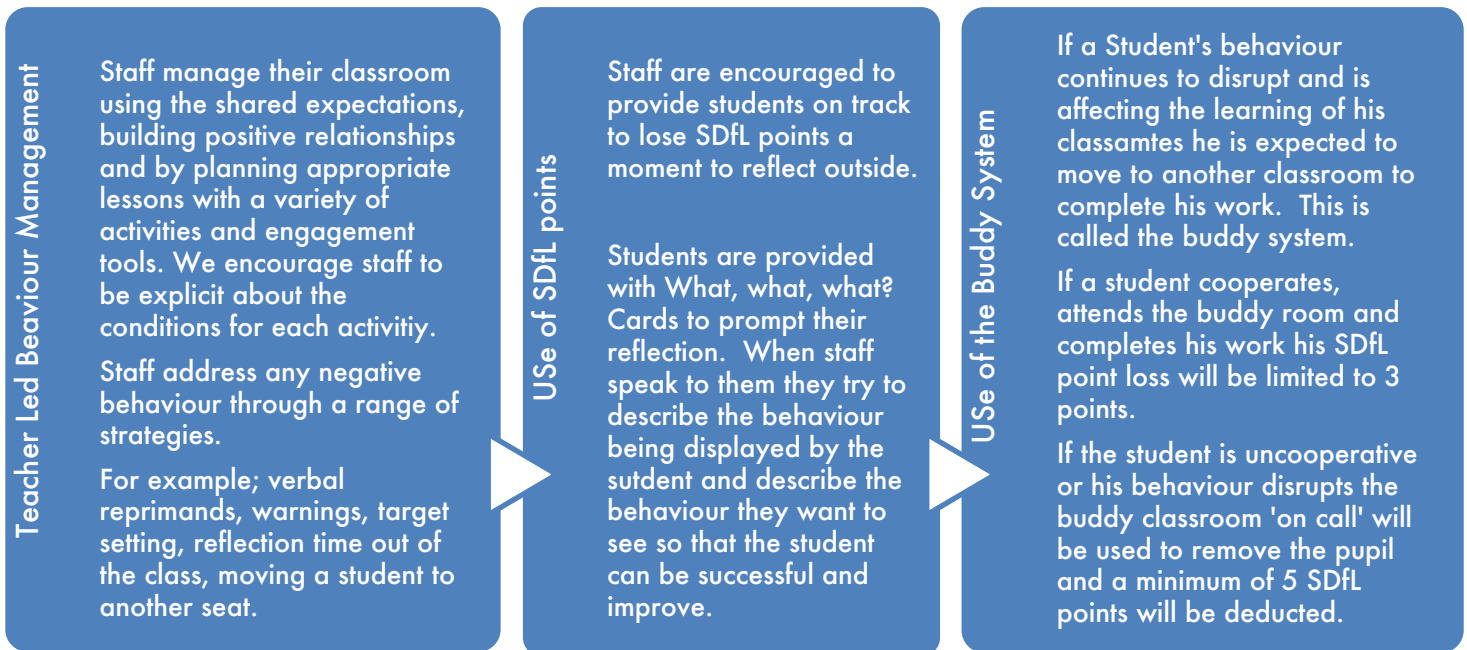 Teacher Led Beaviour Management
Staff manage their classroom
using the shared expectations,
building positive relationships
and by planning appropriate
lessons with a variety of
activities and engagement
tools. We encourage staff to
be explicit about the
conditions for each activitiy.
Staff address any negative
behaviour through a range of
strategies.
For example; verbal
reprimands, warnings, target
setting, reflection time out of
the class, moving a student to
another seat.
USe of SDfL points
Staff are encouraged to
provide students on track
to lose SDfL points a
moment to reflect outside.
Students are provided
with What, what, what?
Cards to prompt their
reflection. When staff
speak to them they try to
describe the behaviour
being displayed by the
sutdent and describe the
behaviour they want to
see so that the student
can be successful and
improve.
USe of the Buddy System
If a Student's behaviour
continues to disrupt and is
affecting the learning of his
classamtes he is expected to
move to another classroom to
complete his work. This is
called the buddy system.
If a student cooperates,
attends the buddy room and
completes his work his SDfL
point loss will be limited to 3
points.
If the student is uncooperative
or his behaviour disrupts the
buddy classroom 'on call' will
be used to remove the pupil
and a minimum of 5 SDfL
points will be deducted.